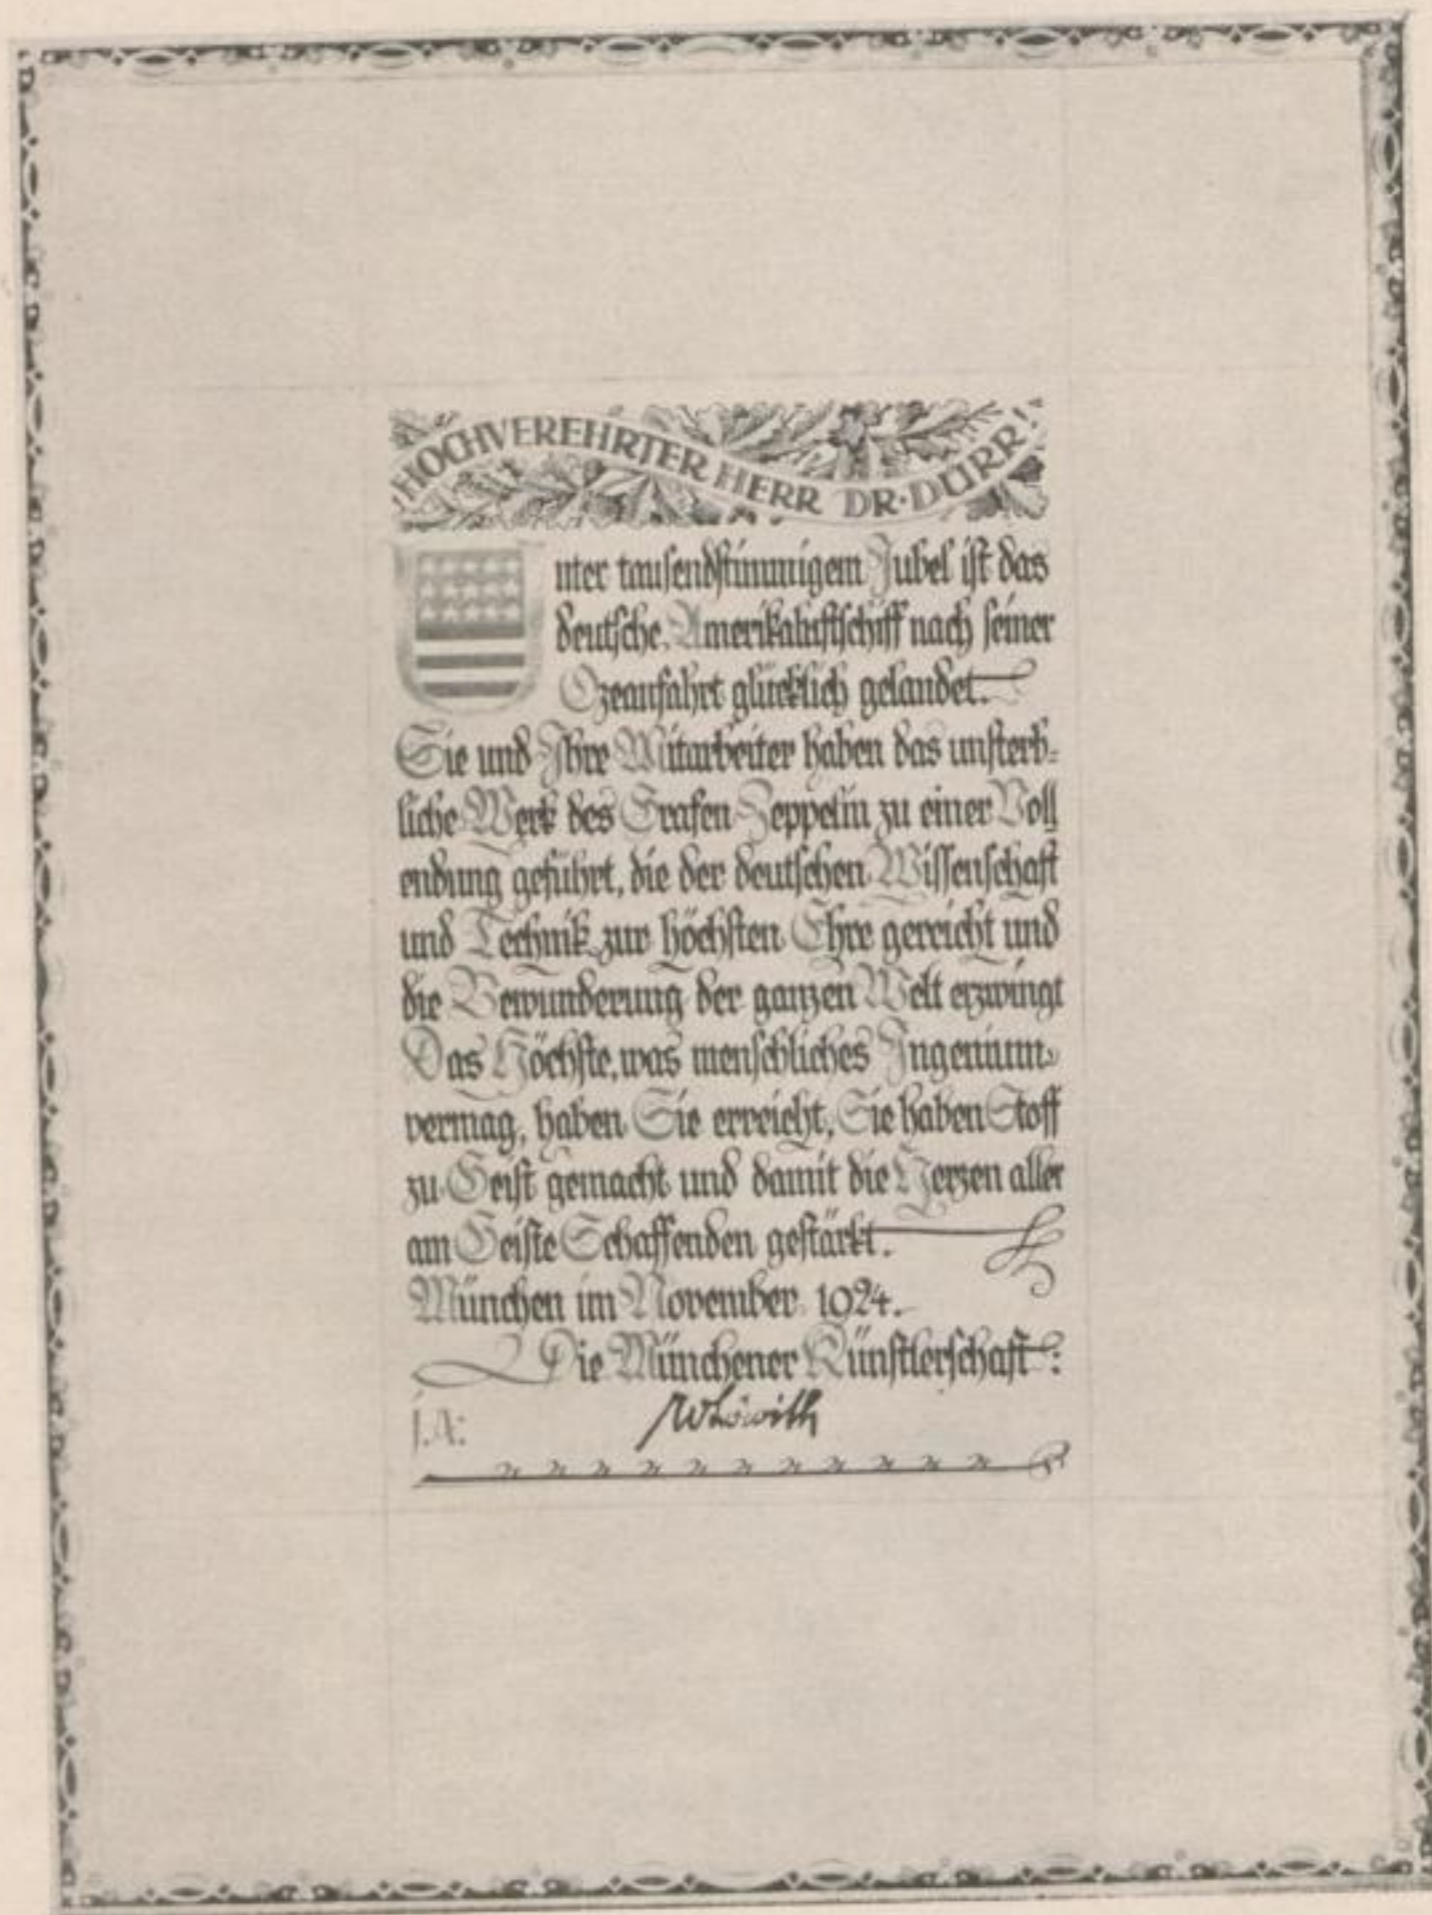 HOCHVEREHRTER HERR DR·DÜRR!
Unter tausendstimmigem Jubel ist das
deutsche Amerikaluftschiff nach seiner
Ozeanfahrt glücklich gelandet.
Sie und Ihre Mitarbeiter haben das unsterb=
liche Werk des Grafen Zeppelin zu einer Voll
endung geführt, die der deutschen Wissenschaft
und Technik zur höchsten Ehre gereicht und
die Bewunderung der ganzen Welt erzwingt
Das Höchste, was menschliches Ingenium
vermag, haben Sie erreicht, Sie haben Stoff
zu Geist gemacht und damit die Herzen aller
am Geiste Schaffenden gestärkt.
München im November 1924.
Die Münchener Künstlerschaft:
J.A: